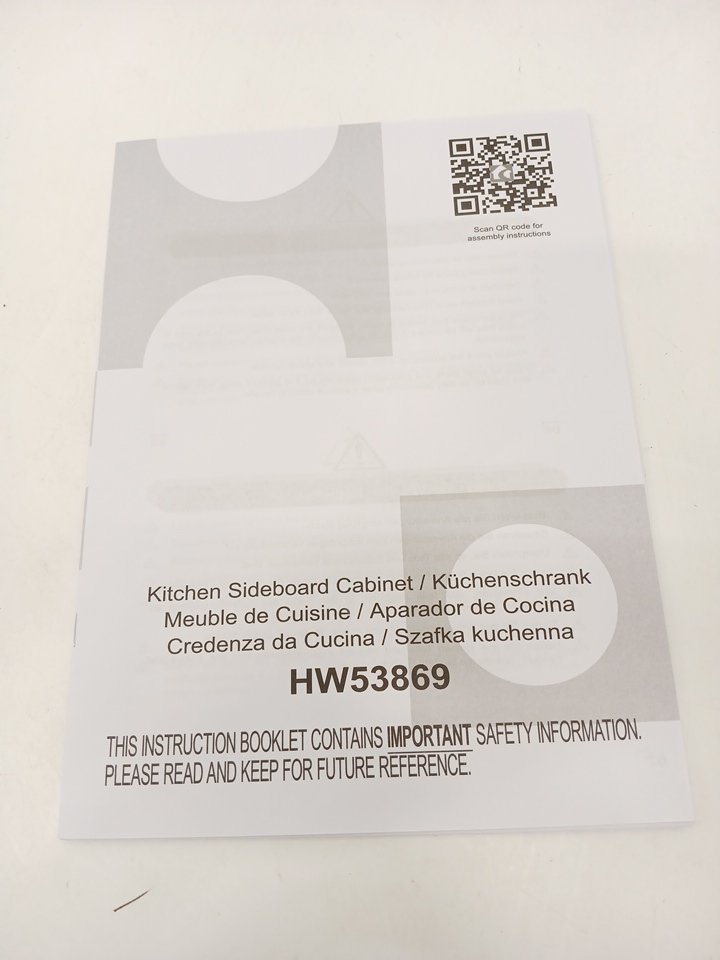 Scan QR code for
assembly instructions
Kitchen Sideboard Cabinet / Küchenschrank
Meuble de Cuisine / Aparador de Cocina
Credenza da Cucina / Szafka kuchenna
HW53869
THIS INSTRUCTION BOOKLET CONTAINS IMPORTANT SAFETY INFORMATION.
PLEASE READ AND KEEP FOR FUTURE REFERENCE.